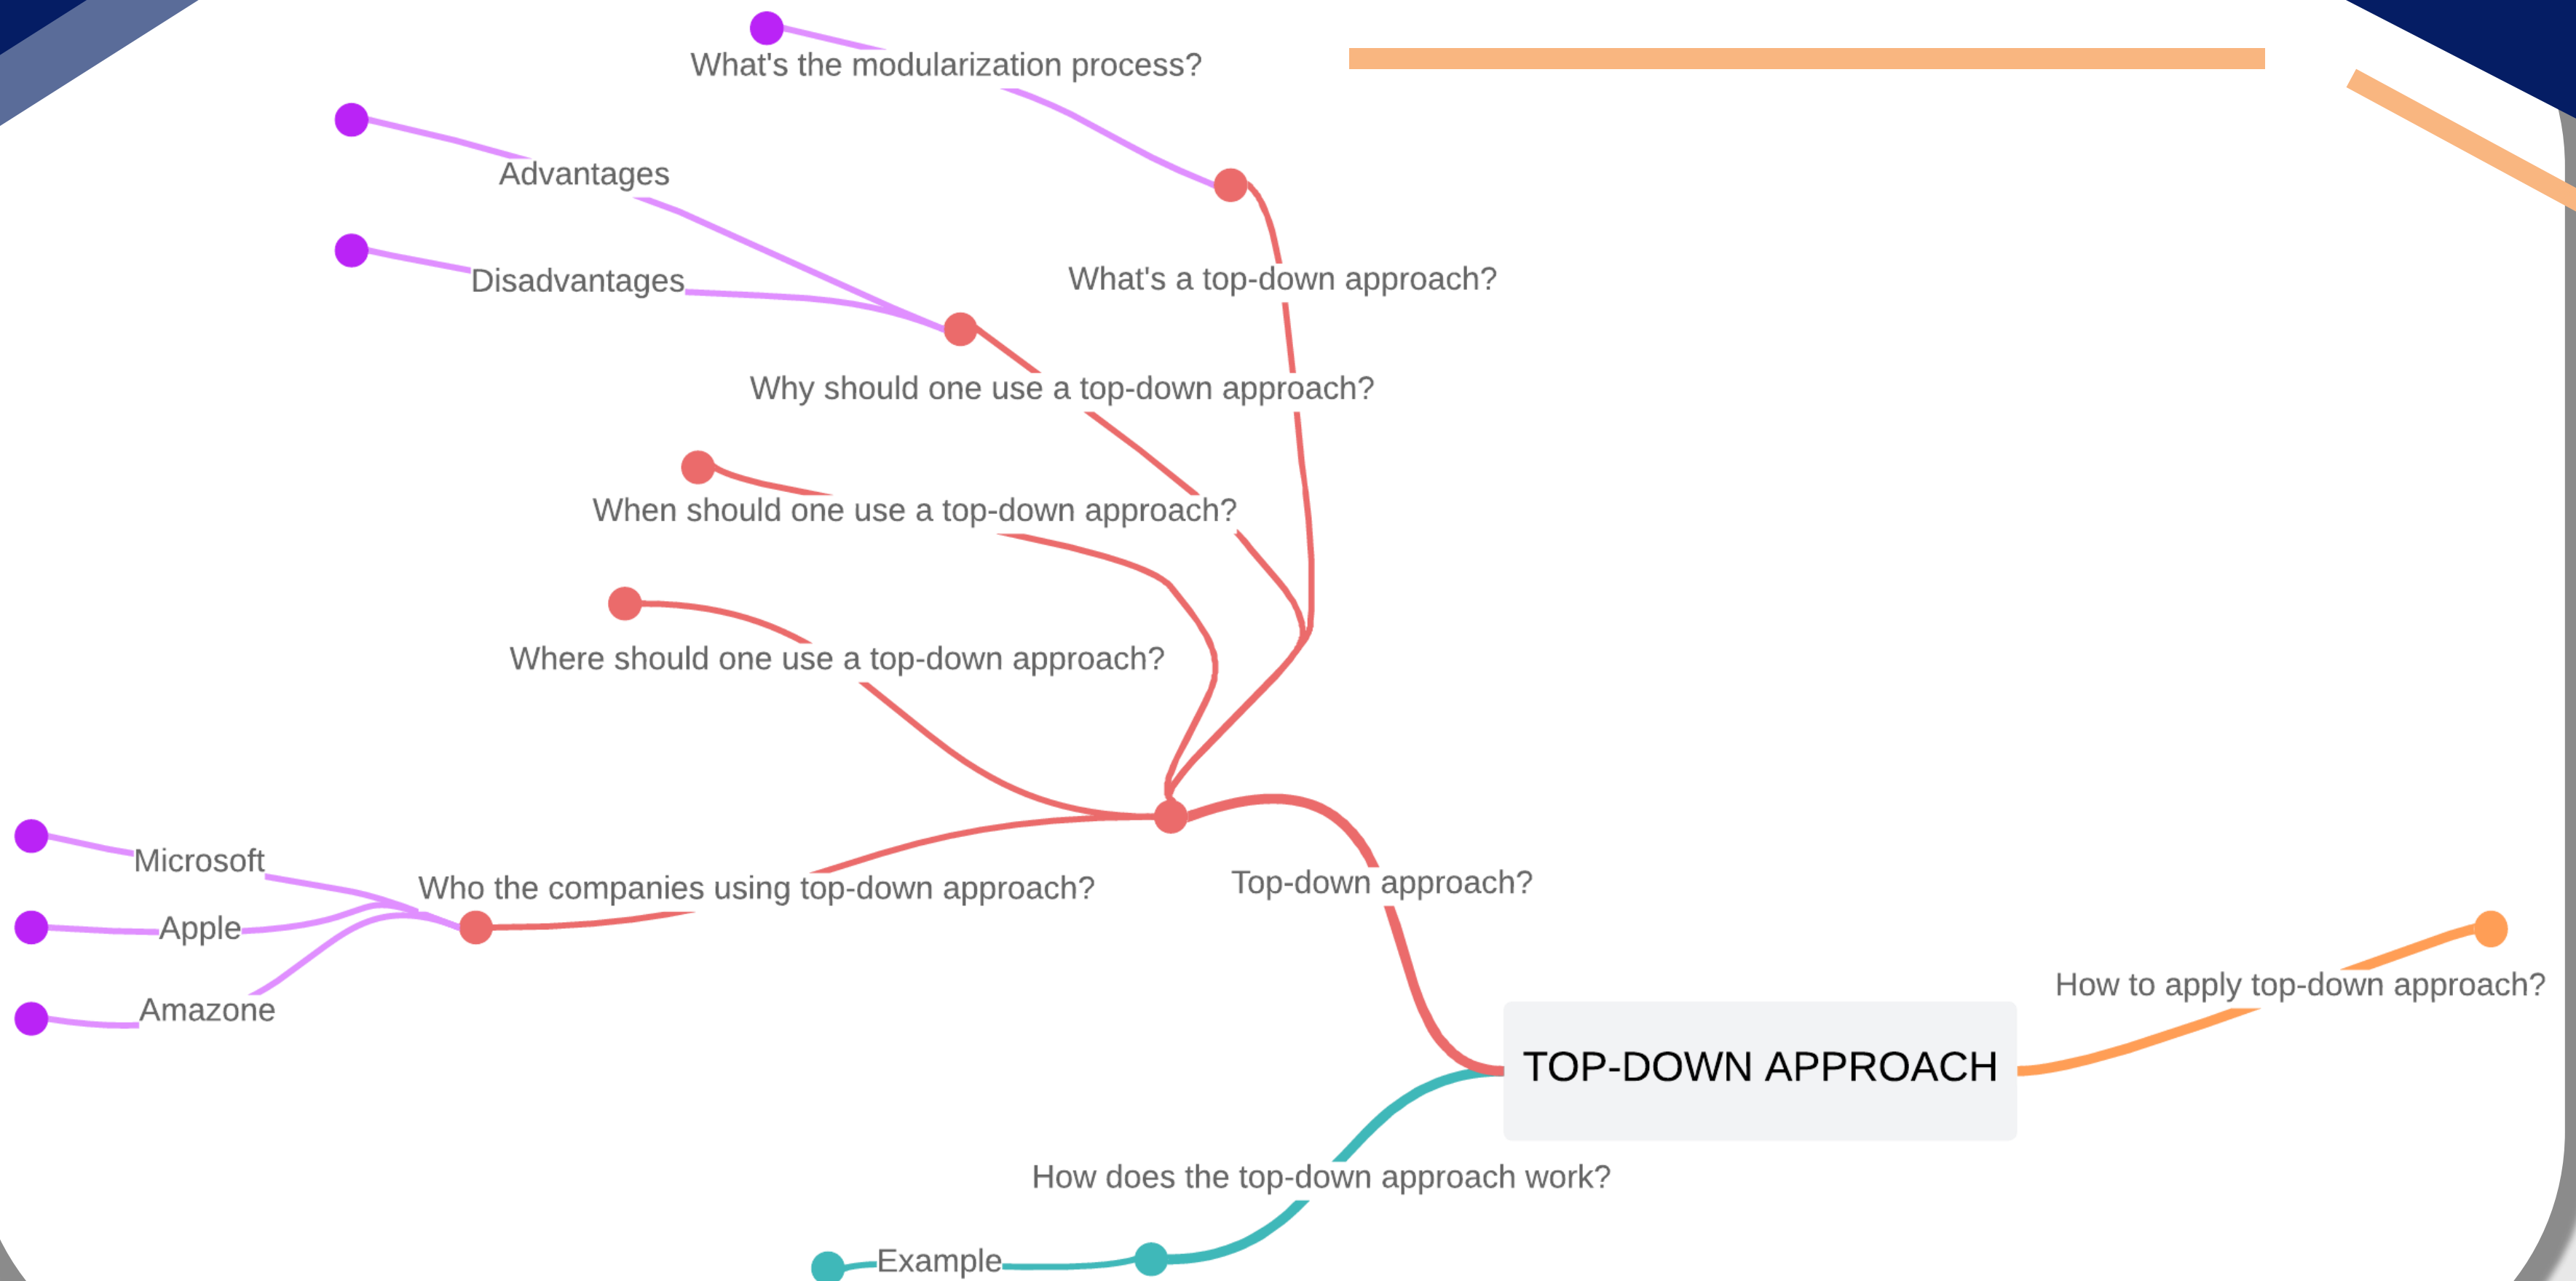 What's the modularization process?
Advantages
Disadvantages
What's a top-down approach?
Why should one use a top-down approach?
When should one use a top-down approach?
Where should one use a top-down approach?
Microsoft
Who the companies using top-down approach?
Top-down approach?
Apple
Amazone
How to apply top-down approach?
TOP-DOWN APPROACH
How does the top-down approach work?
Example